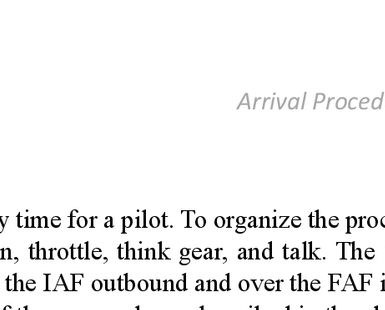 Arrival Proced
y time for a pilot. To organize the proc
n, throttle, think gear, and talk. The
the IAF outbound and over the FAF i